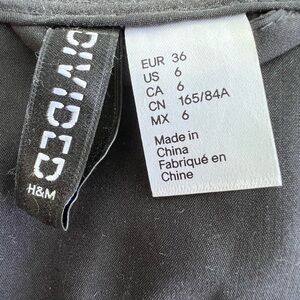 DIVIDED
H&M
EUR 36
US 6
CA 6
CN 165/84A
MX 6
Made in
China
Fabriqué en
Chine